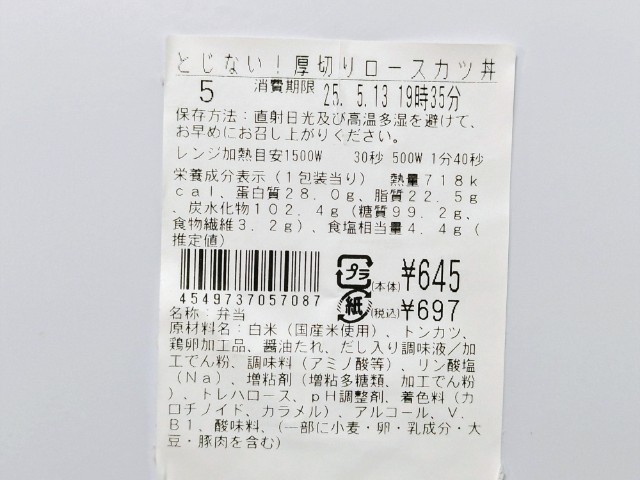 とじない！厚切りロースカツ丼
5 消費期限 25. 5.13 19時35分
保存方法：直射日光及び高温多湿を避けて、
お早めにお召し上がりください。
レンジ加熱目安1500W 30秒 500W 1分40秒
栄養成分表示（1包装当り） 熱量718k
cal、蛋白質28．0g、脂質22．5g
、炭水化物102．4g（糖質99．2g、
食物繊維3．2g）、食塩相当量4．4g（
推定値）
プラ (本体) ¥645
紙 (税込) ¥697
4549737057087
名称：弁当
原材料名：白米（国産米使用）、トンカツ、
鶏卵加工品、醤油たれ、だし入り調味液／加
工でん粉、調味料（アミノ酸等）、リン酸塩
（Na）、増粘剤（増粘多糖類、加工でん粉
）、トレハロース、pH調整剤、着色料（カ
ロチノイド、カラメル）、アルコール、V．
B1、酸味料、（一部に小麦・卵・乳成分・大
豆・豚肉を含む）